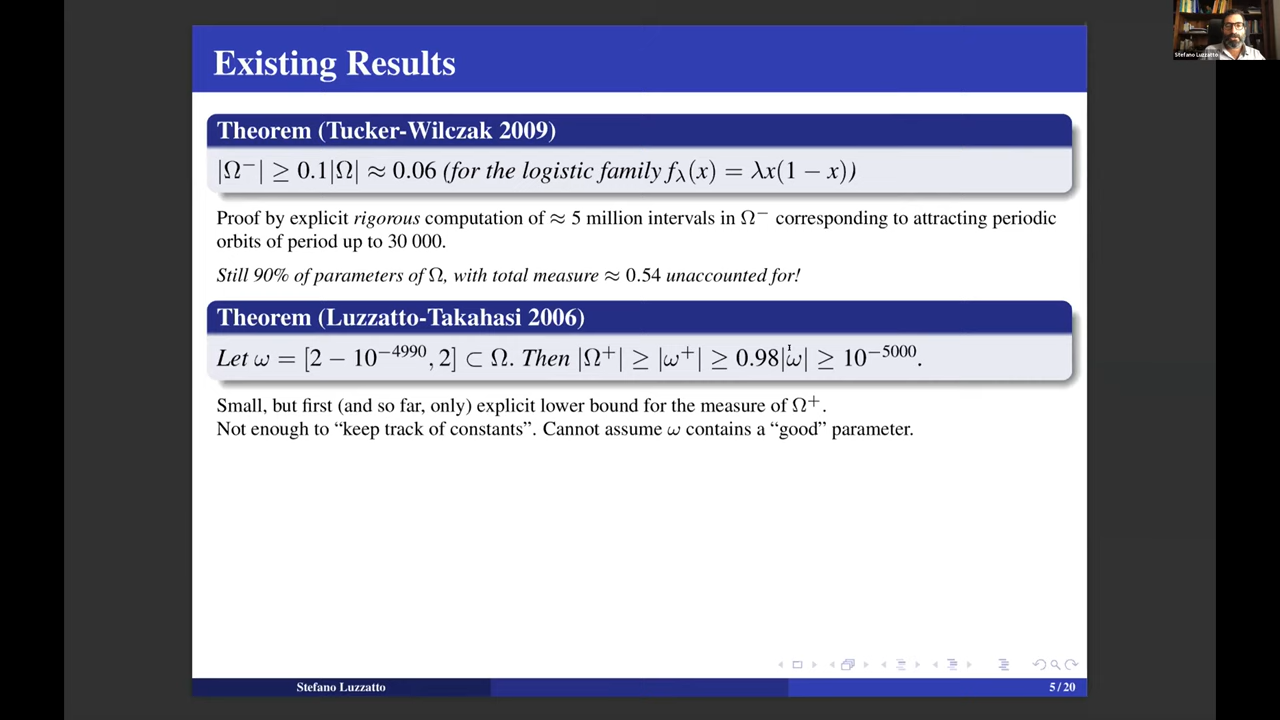 Stefano Luzzatto
Existing Results
Theorem (Tucker-Wilczak 2009)
|Ω⁻| ≥ 0.1|Ω| ≈ 0.06 (for the logistic family f_λ(x) = λx(1 − x))
Proof by explicit rigorous computation of ≈ 5 million intervals in Ω⁻ corresponding to attracting periodic
orbits of period up to 30 000.
Still 90% of parameters of Ω, with total measure ≈ 0.54 unaccounted for!
Theorem (Luzzatto-Takahasi 2006)
Let ω = [2 − 10⁻⁴⁹⁹⁰, 2] ⊂ Ω. Then |Ω⁺| ≥ |ω⁺| ≥ 0.98|ω| ≥ 10⁻⁵⁰⁰⁰.
Small, but first (and so far, only) explicit lower bound for the measure of Ω⁺.
Not enough to “keep track of constants”. Cannot assume ω contains a “good” parameter.
Stefano Luzzatto
5 / 20